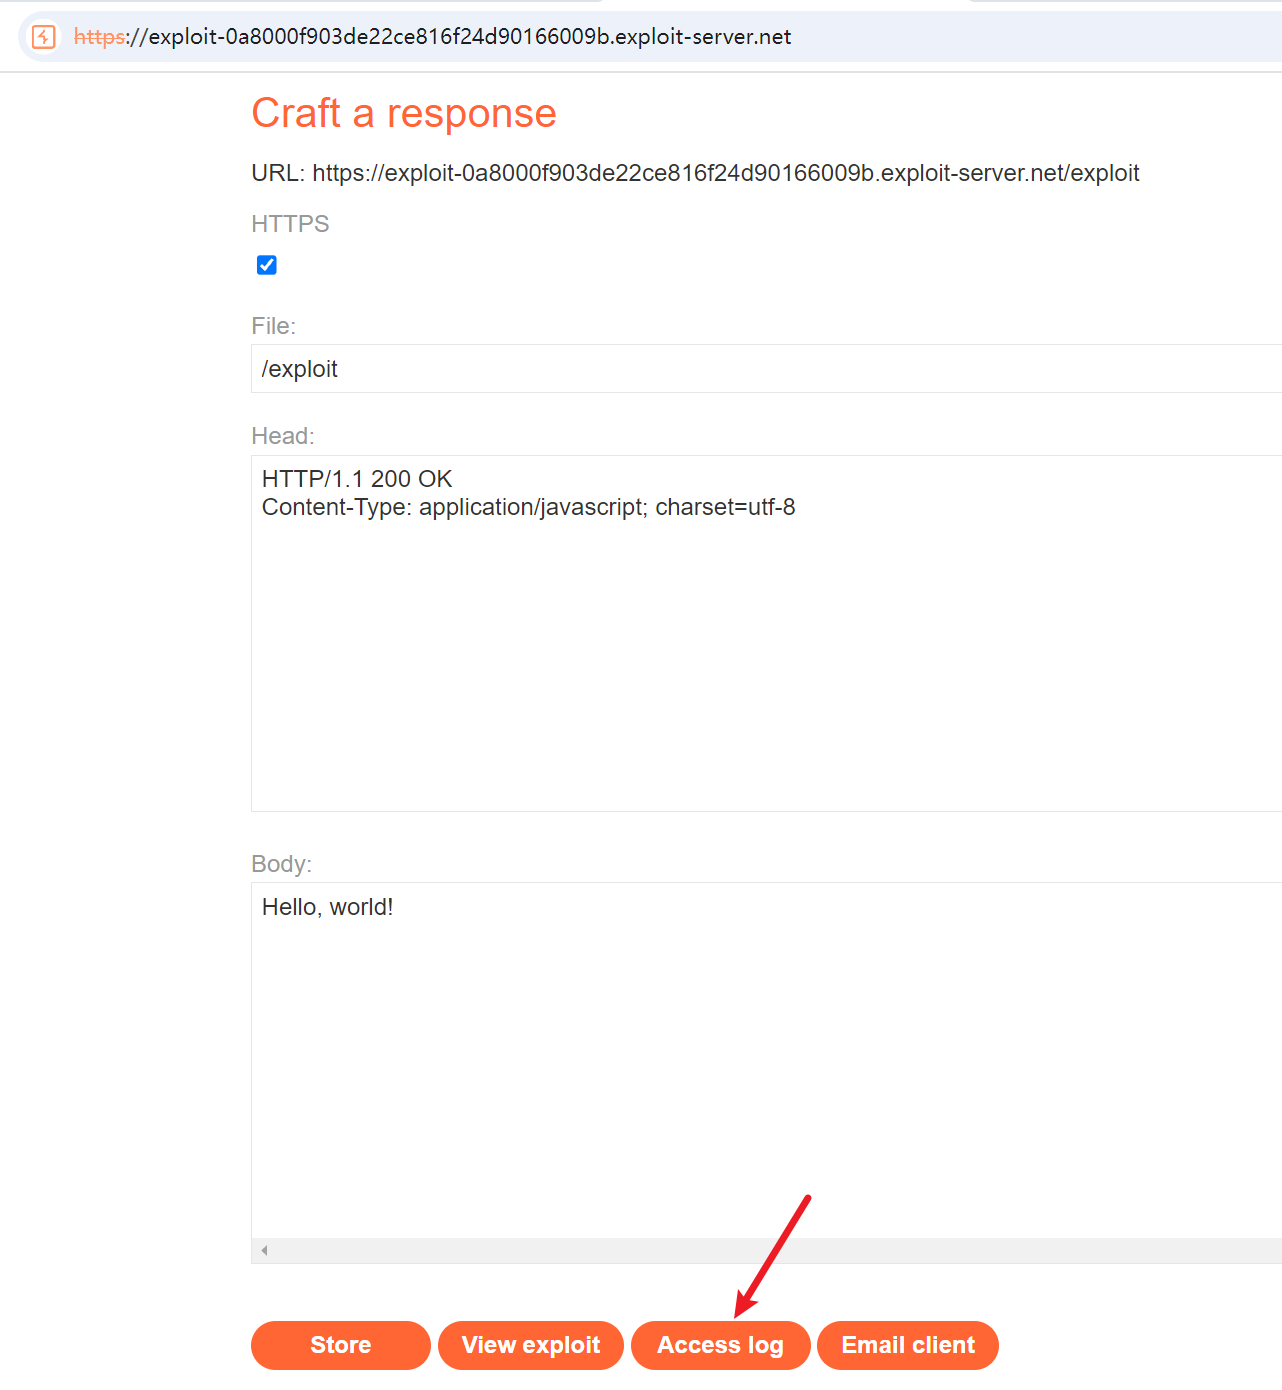 https://exploit-0a8000f903de22ce816f24d90166009b.exploit-server.net
Craft a response
URL: https://exploit-0a8000f903de22ce816f24d90166009b.exploit-server.net/exploit
HTTPS
File:
/exploit
Head:
HTTP/1.1 200 OK
Content-Type: application/javascript; charset=utf-8
Body:
Hello, world!
Store View exploit Access log Email client